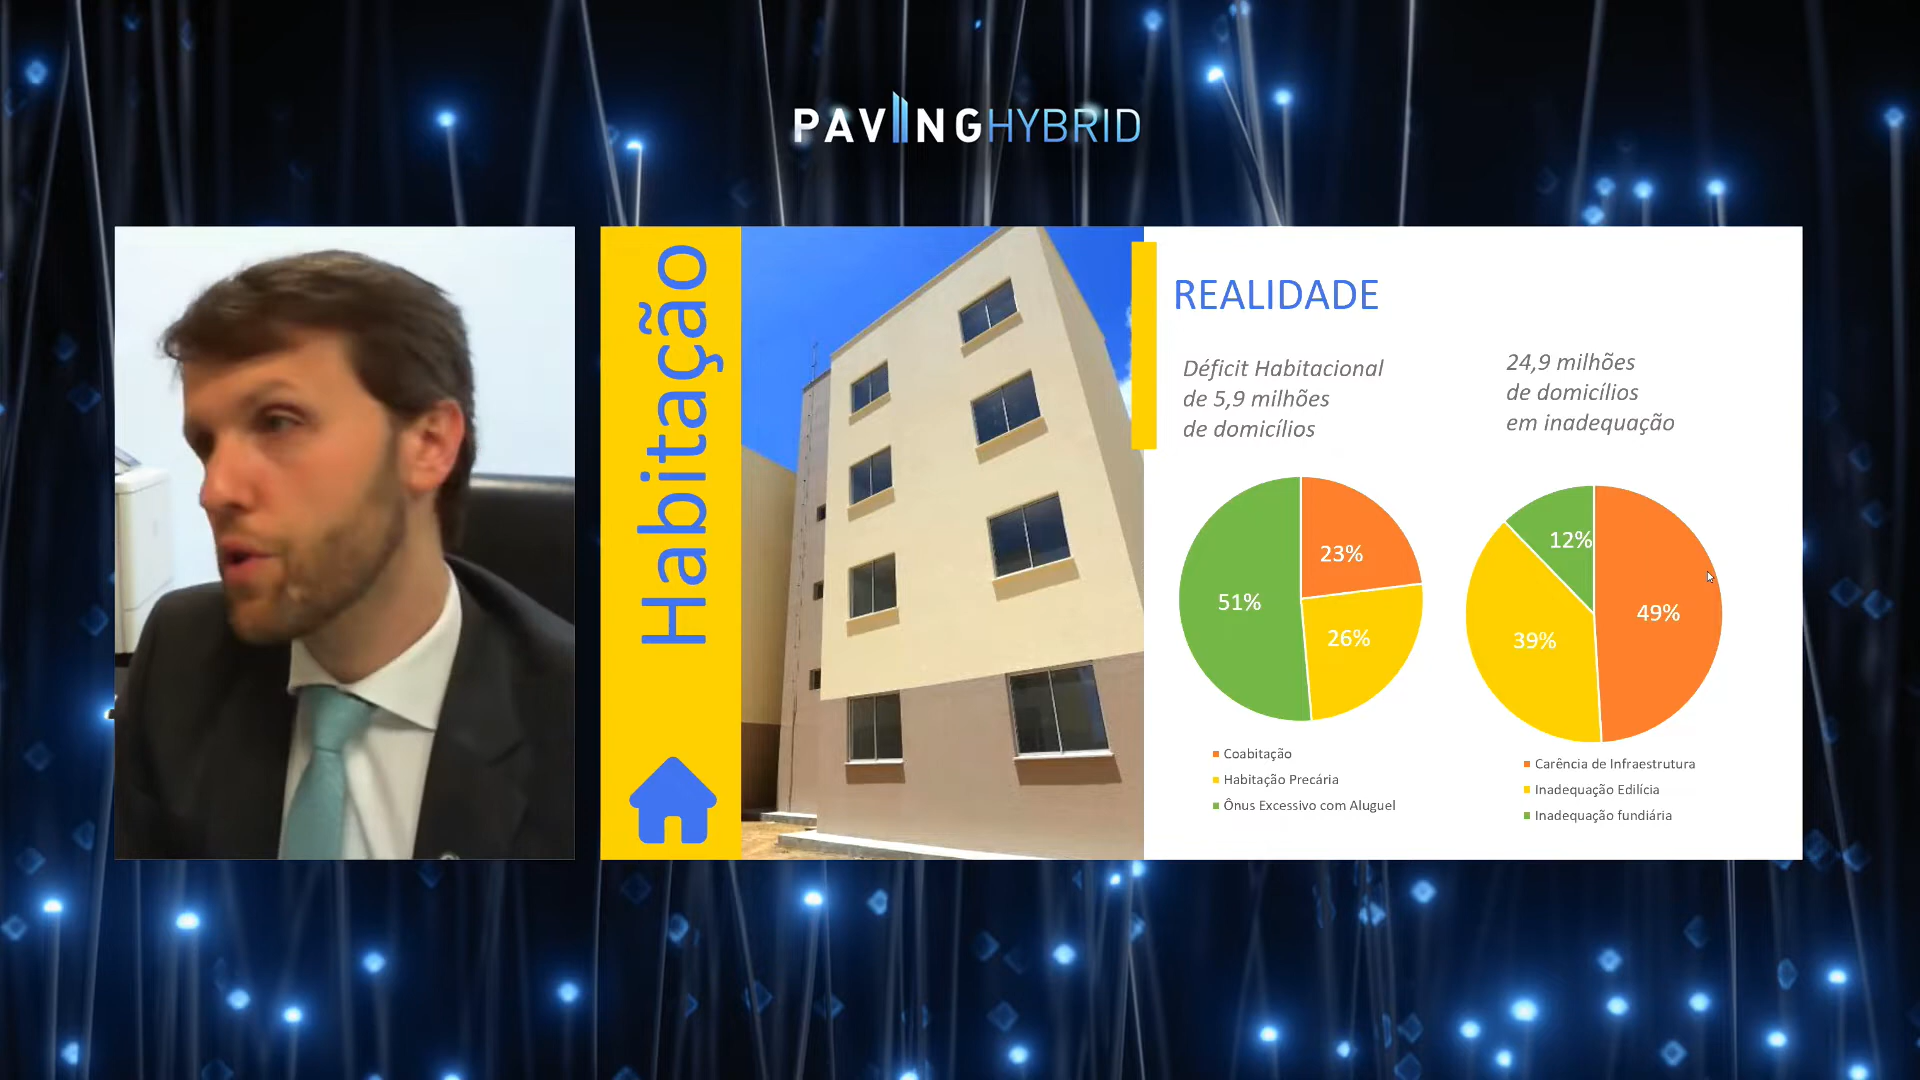 PAVINGHYBRID
Habitação
REALIDADE
Déficit Habitacional
de 5,9 milhões
de domicílios
24,9 milhões
de domicílios
em inadequação
23%
26%
51%
Coabitação
Habitação Precária
Ônus Excessivo com Aluguel
49%
39%
12%
Carência de Infraestrutura
Inadequação Edilícia
Inadequação fundiária